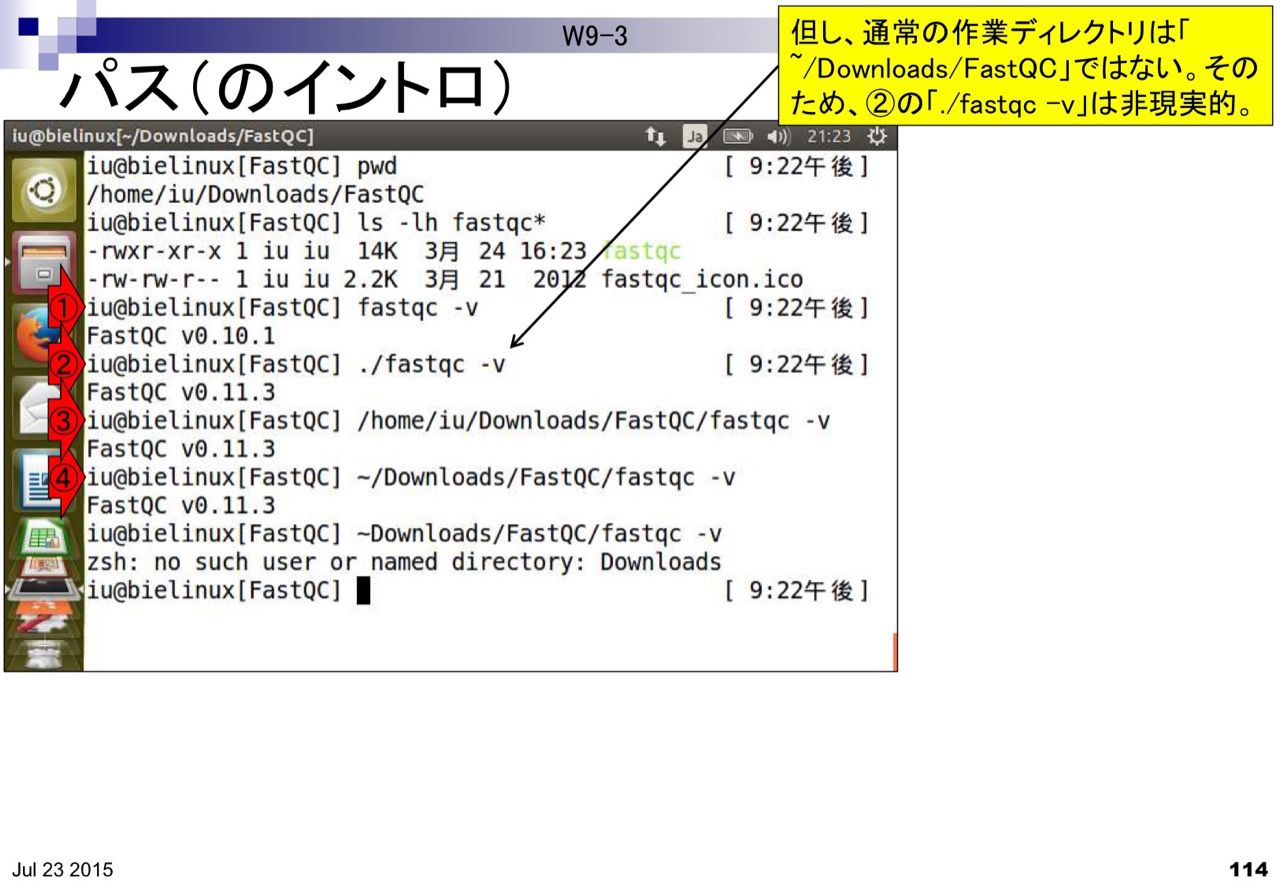 W9-3
パス(のイントロ)
但し、通常の作業ディレクトリは「
~/Downloads/FastQC」ではない。その
ため、②の「./fastqc -v」は非現実的。
iu@bielinux[~/Downloads/FastQC]
Ja
21:23
iu@bielinux[FastQC] pwd [ 9:22午後]
/home/iu/Downloads/FastQC
iu@bielinux[FastQC] ls -lh fastqc* [ 9:22午後]
-rwxr-xr-x 1 iu iu 14K 3月 24 16:23 fastqc
-rw-rw-r-- 1 iu iu 2.2K 3月 21 2012 fastqc_icon.ico
① iu@bielinux[FastQC] fastqc -v [ 9:22午後]
FastQC v0.10.1
② iu@bielinux[FastQC] ./fastqc -v [ 9:22午後]
FastQC v0.11.3
③ iu@bielinux[FastQC] /home/iu/Downloads/FastQC/fastqc -v
FastQC v0.11.3
④ iu@bielinux[FastQC] ~/Downloads/FastQC/fastqc -v
FastQC v0.11.3
iu@bielinux[FastQC] ~Downloads/FastQC/fastqc -v
zsh: no such user or named directory: Downloads
iu@bielinux[FastQC] [ 9:22午後]
Jul 23 2015
114